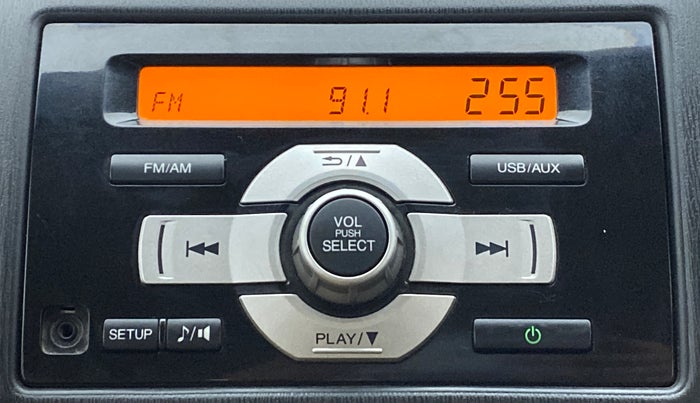 FM 91.1 255
FM/AM
/▲
USB/AUX
VOL
PUSH
SELECT
SETUP
♪/
PLAY/▼